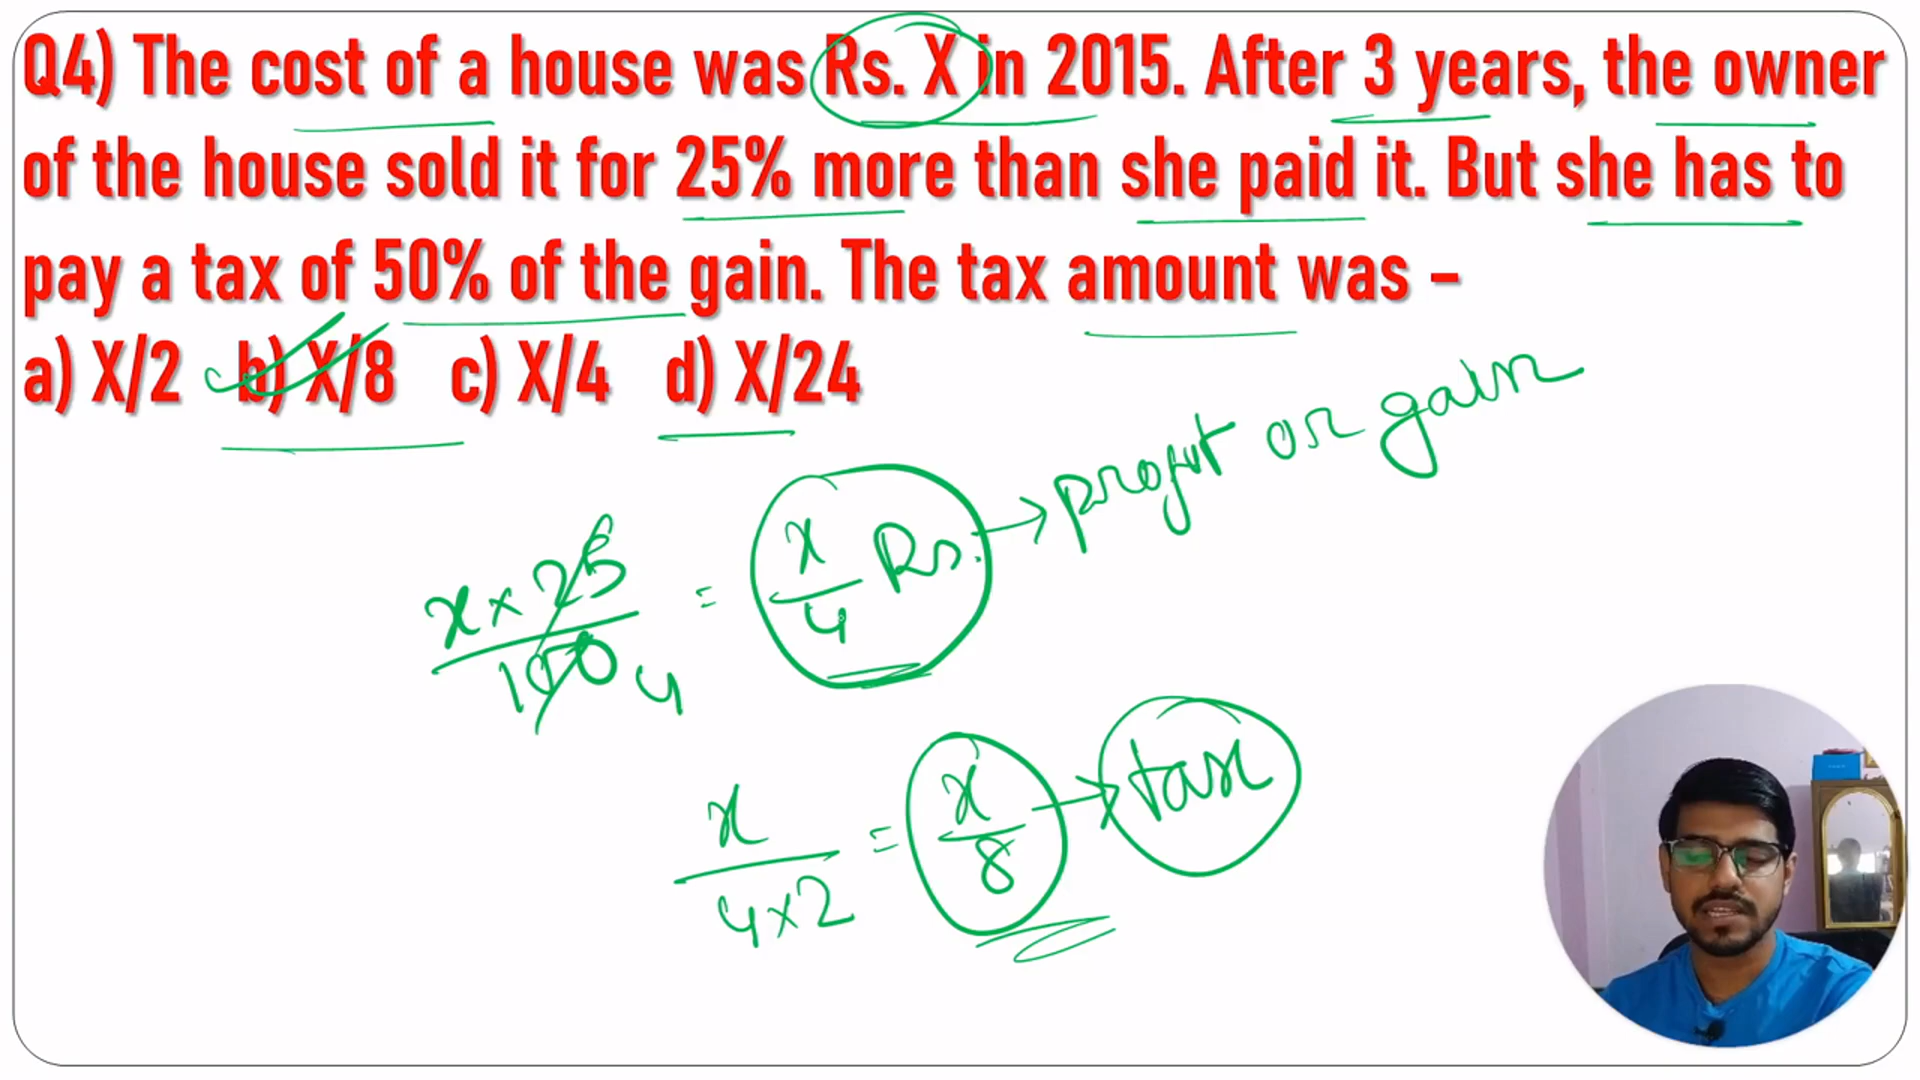 Q4) The cost of a house was Rs. X in 2015. After 3 years, the owner
of the house sold it for 25% more than she paid it. But she has to
pay a tax of 50% of the gain. The tax amount was –
a) X/2 b) X/8 c) X/4 d) X/24
profit or gain
x × 25 / 100 4 = x/4 Rs.
x / 4×2 = x/8 → tax